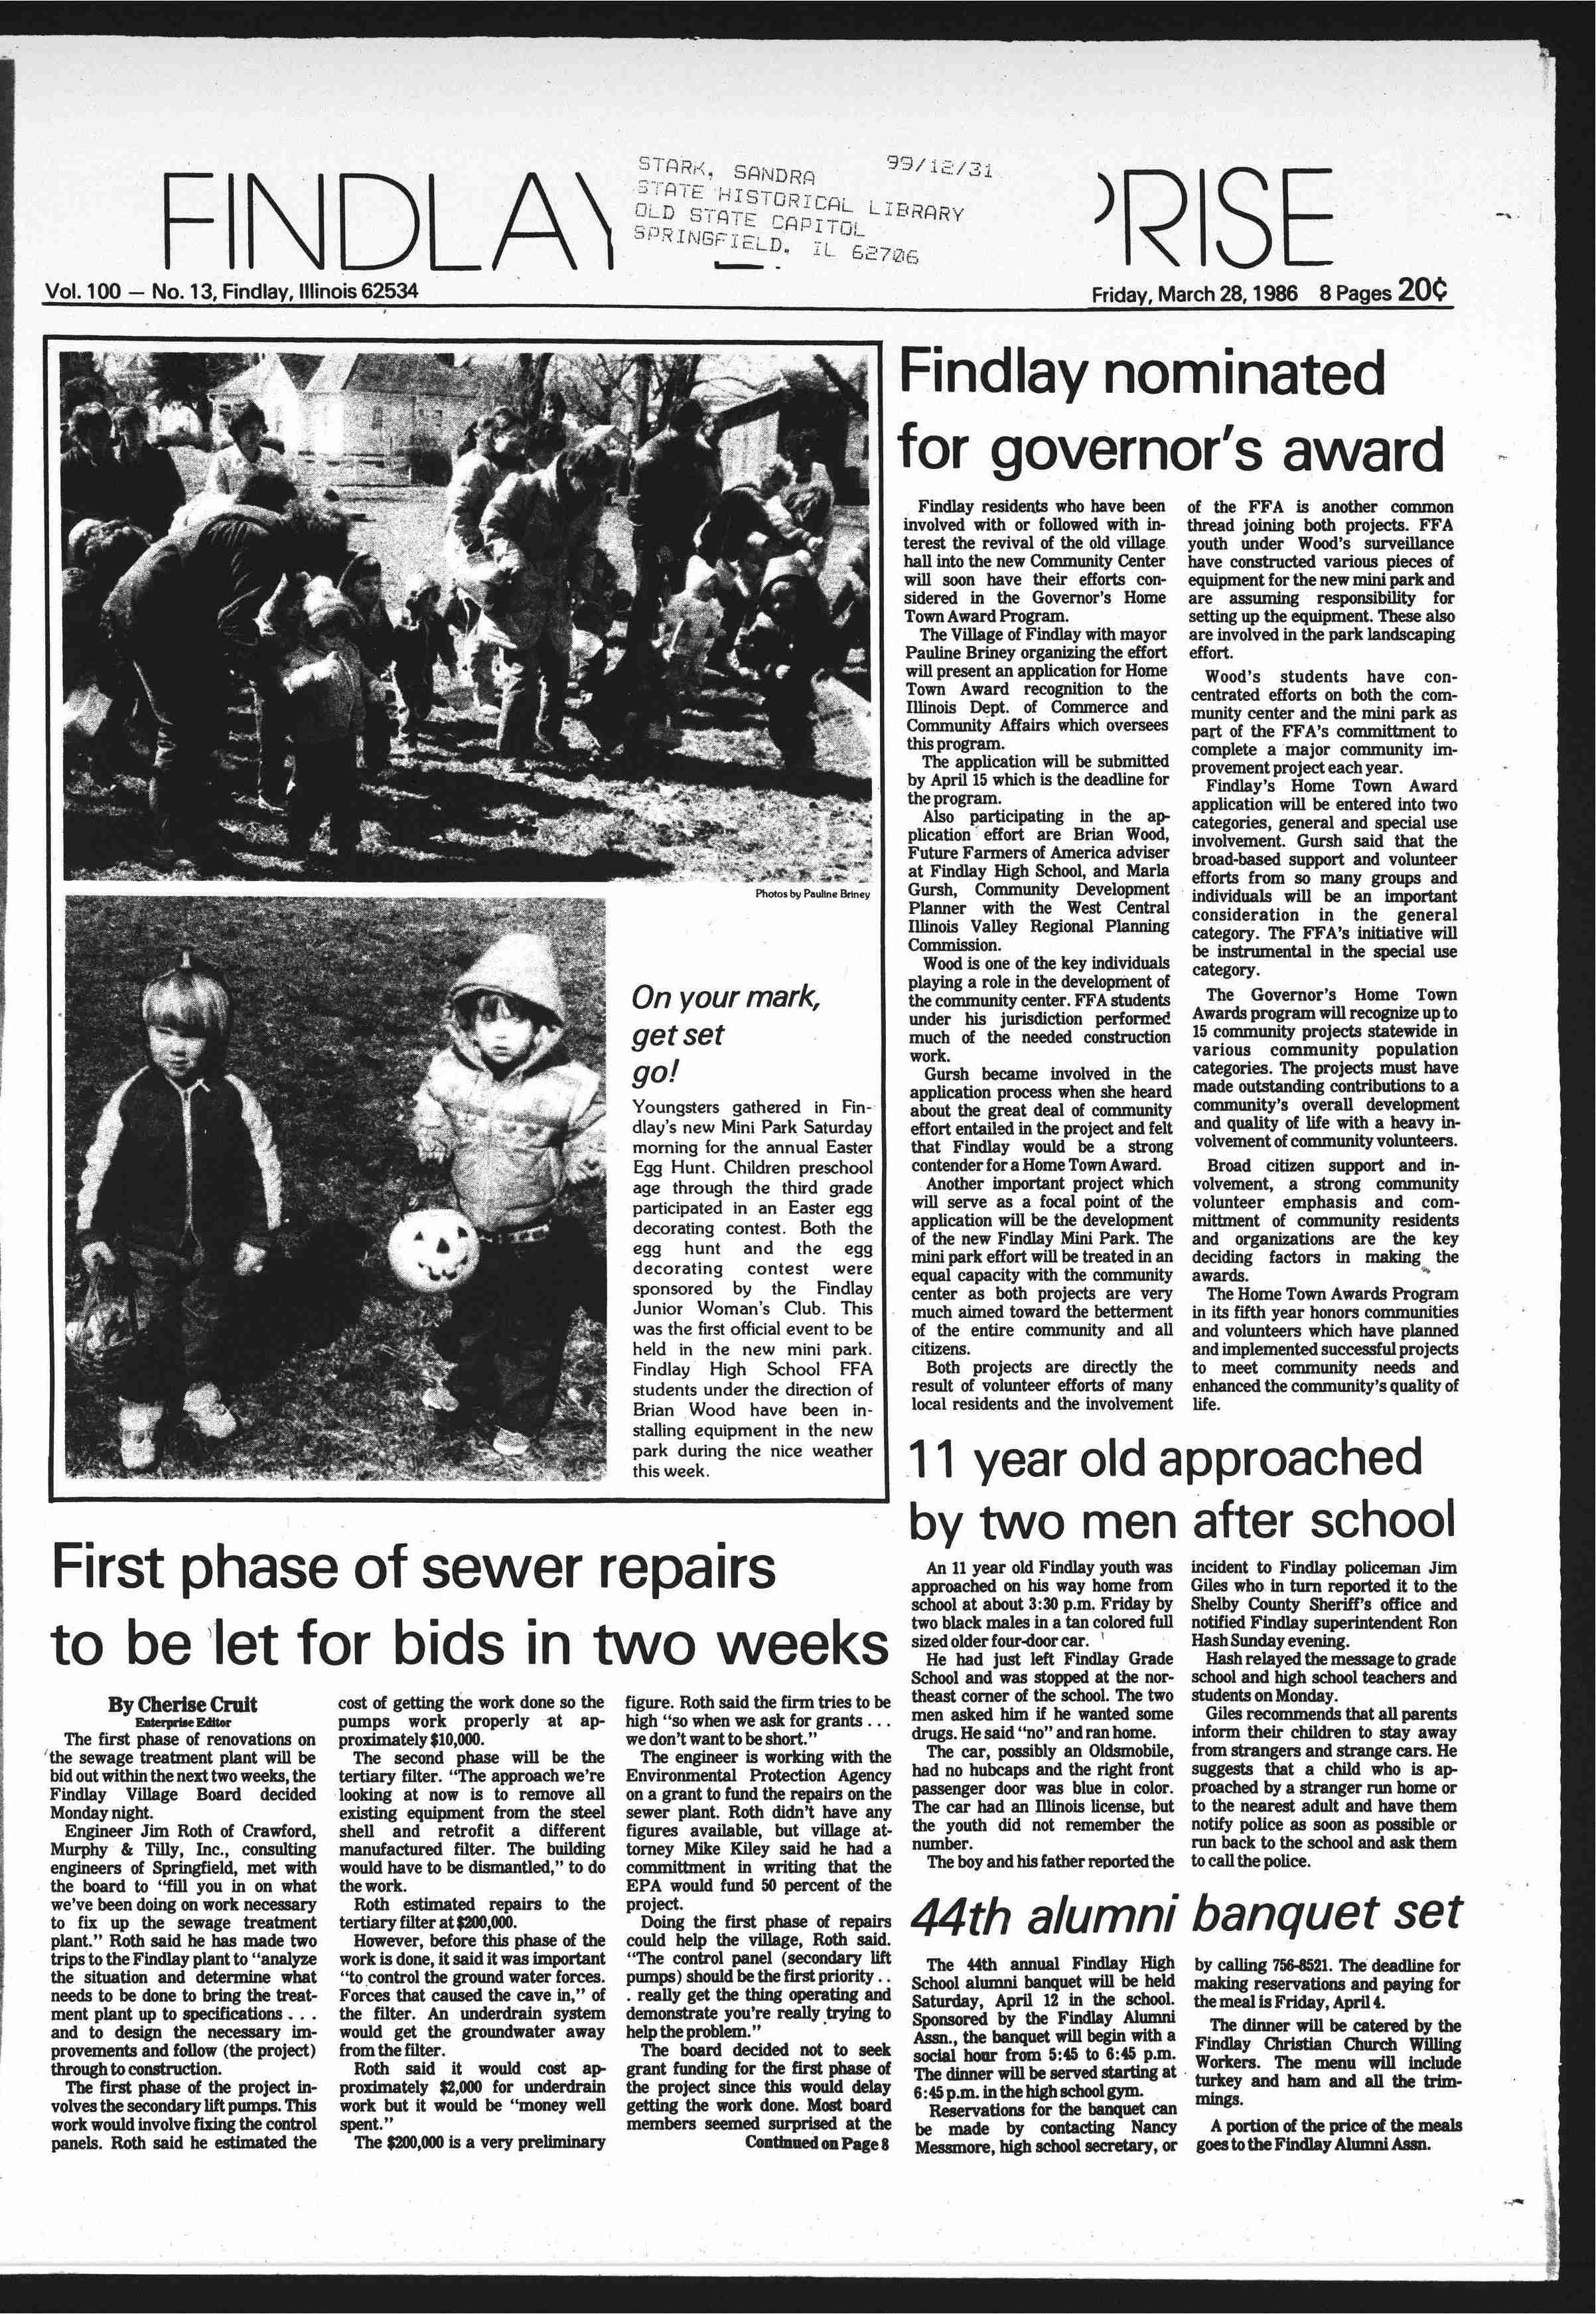 STARK, SANDRA 99/12/31
STATE HISTORICAL LIBRARY
OLD STATE CAPITOL
SPRINGFIELD, IL 62706
FINDLAY PRISE
Vol. 100 — No. 13, Findlay, Illinois 62534
Friday, March 28, 1986 8 Pages 20¢
Photos by Pauline Briney
On your mark,
get set
go!
Youngsters gathered in Fin-
dlay's new Mini Park Saturday
morning for the annual Easter
Egg Hunt. Children preschool
age through the third grade
participated in an Easter egg
decorating contest. Both the
egg hunt and the egg
decorating contest were
sponsored by the Findlay
Junior Woman's Club. This
was the first official event to be
held in the new mini park.
Findlay High School FFA
students under the direction of
Brian Wood have been in-
stalling equipment in the new
park during the nice weather
this week.
Findlay nominated
for governor's award
Findlay residents who have been
involved with or followed with in-
terest the revival of the old village
hall into the new Community Center
will soon have their efforts con-
sidered in the Governor's Home
Town Award Program.
The Village of Findlay with mayor
Pauline Briney organizing the effort
will present an application for Home
Town Award recognition to the
Illinois Dept. of Commerce and
Community Affairs which oversees
this program.
The application will be submitted
by April 15 which is the deadline for
the program.
Also participating in the ap-
plication effort are Brian Wood,
Future Farmers of America adviser
at Findlay High School, and Marla
Gursh, Community Development
Planner with the West Central
Illinois Valley Regional Planning
Commission.
Wood is one of the key individuals
playing a role in the development of
the community center. FFA students
under his jurisdiction performed
much of the needed construction
work.
Gursh became involved in the
application process when she heard
about the great deal of community
effort entailed in the project and felt
that Findlay would be a strong
contender for a Home Town Award.
Another important project which
will serve as a focal point of the
application will be the development
of the new Findlay Mini Park. The
mini park effort will be treated in an
equal capacity with the community
center as both projects are very
much aimed toward the betterment
of the entire community and all
citizens.
Both projects are directly the
result of volunteer efforts of many
local residents and the involvement
of the FFA is another common
thread joining both projects. FFA
youth under Wood's surveillance
have constructed various pieces of
equipment for the new mini park and
are assuming responsibility for
setting up the equipment. These also
are involved in the park landscaping
effort.
Wood's students have con-
centrated efforts on both the com-
munity center and the mini park as
part of the FFA's committment to
complete a major community im-
provement project each year.
Findlay's Home Town Award
application will be entered into two
categories, general and special use
involvement. Gursh said that the
broad-based support and volunteer
efforts from so many groups and
individuals will be an important
consideration in the general
category. The FFA's initiative will
be instrumental in the special use
category.
The Governor's Home Town
Awards program will recognize up to
15 community projects statewide in
various community population
categories. The projects must have
made outstanding contributions to a
community's overall development
and quality of life with a heavy in-
volvement of community volunteers.
Broad citizen support and in-
volvement, a strong community
volunteer emphasis and com-
mittment of community residents
and organizations are the key
deciding factors in making the
awards.
The Home Town Awards Program
in its fifth year honors communities
and volunteers which have planned
and implemented successful projects
to meet community needs and
enhanced the community's quality of
life.
First phase of sewer repairs
to be let for bids in two weeks
By Cherise Cruit
Enterprise Editor
The first phase of renovations on
the sewage treatment plant will be
bid out within the next two weeks, the
Findlay Village Board decided
Monday night.
Engineer Jim Roth of Crawford,
Murphy & Tilly, Inc., consulting
engineers of Springfield, met with
the board to "fill you in on what
we've been doing on work necessary
to fix up the sewage treatment
plant." Roth said he has made two
trips to the Findlay plant to "analyze
the situation and determine what
needs to be done to bring the treat-
ment plant up to specifications . . .
and to design the necessary im-
provements and follow (the project)
through to construction.
The first phase of the project in-
volves the secondary lift pumps. This
work would involve fixing the control
panels. Roth said he estimated the
cost of getting the work done so the
pumps work properly at ap-
proximately $10,000.
The second phase will be the
tertiary filter. "The approach we're
looking at now is to remove all
existing equipment from the steel
shell and retrofit a different
manufactured filter. The building
would have to be dismantled," to do
the work.
Roth estimated repairs to the
tertiary filter at $200,000.
However, before this phase of the
work is done, it said it was important
"to control the ground water forces.
Forces that caused the cave in," of
the filter. An underdrain system
would get the groundwater away
from the filter.
Roth said it would cost ap-
proximately $2,000 for underdrain
work but it would be "money well
spent."
The $200,000 is a very preliminary
figure. Roth said the firm tries to be
high "so when we ask for grants . . .
we don't want to be short."
The engineer is working with the
Environmental Protection Agency
on a grant to fund the repairs on the
sewer plant. Roth didn't have any
figures available, but village at-
torney Mike Kiley said he had a
committment in writing that the
EPA would fund 50 percent of the
project.
Doing the first phase of repairs
could help the village, Roth said.
"The control panel (secondary lift
pumps) should be the first priority . .
. really get the thing operating and
demonstrate you're really trying to
help the problem."
The board decided not to seek
grant funding for the first phase of
the project since this would delay
getting the work done. Most board
members seemed surprised at the
Continued on Page 8
11 year old approached
by two men after school
An 11 year old Findlay youth was
approached on his way home from
school at about 3:30 p.m. Friday by
two black males in a tan colored full
sized older four-door car.
He had just left Findlay Grade
School and was stopped at the nor-
theast corner of the school. The two
men asked him if he wanted some
drugs. He said "no" and ran home.
The car, possibly an Oldsmobile,
had no hubcaps and the right front
passenger door was blue in color.
The car had an Illinois license, but
the youth did not remember the
number.
The boy and his father reported the
incident to Findlay policeman Jim
Giles who in turn reported it to the
Shelby County Sheriff's office and
notified Findlay superintendent Ron
Hash Sunday evening.
Hash relayed the message to grade
school and high school teachers and
students on Monday.
Giles recommends that all parents
inform their children to stay away
from strangers and strange cars. He
suggests that a child who is ap-
proached by a stranger run home or
to the nearest adult and have them
notify police as soon as possible or
run back to the school and ask them
to call the police.
44th alumni banquet set
The 44th annual Findlay High
School alumni banquet will be held
Saturday, April 12 in the school.
Sponsored by the Findlay Alumni
Assn., the banquet will begin with a
social hour from 5:45 to 6:45 p.m.
The dinner will be served starting at
6:45 p.m. in the high school gym.
Reservations for the banquet can
be made by contacting Nancy
Messmore, high school secretary, or
by calling 756-8521. The deadline for
making reservations and paying for
the meal is Friday, April 4.
The dinner will be catered by the
Findlay Christian Church Willing
Workers. The menu will include
turkey and ham and all the trim-
mings.
A portion of the price of the meals
goes to the Findlay Alumni Assn.